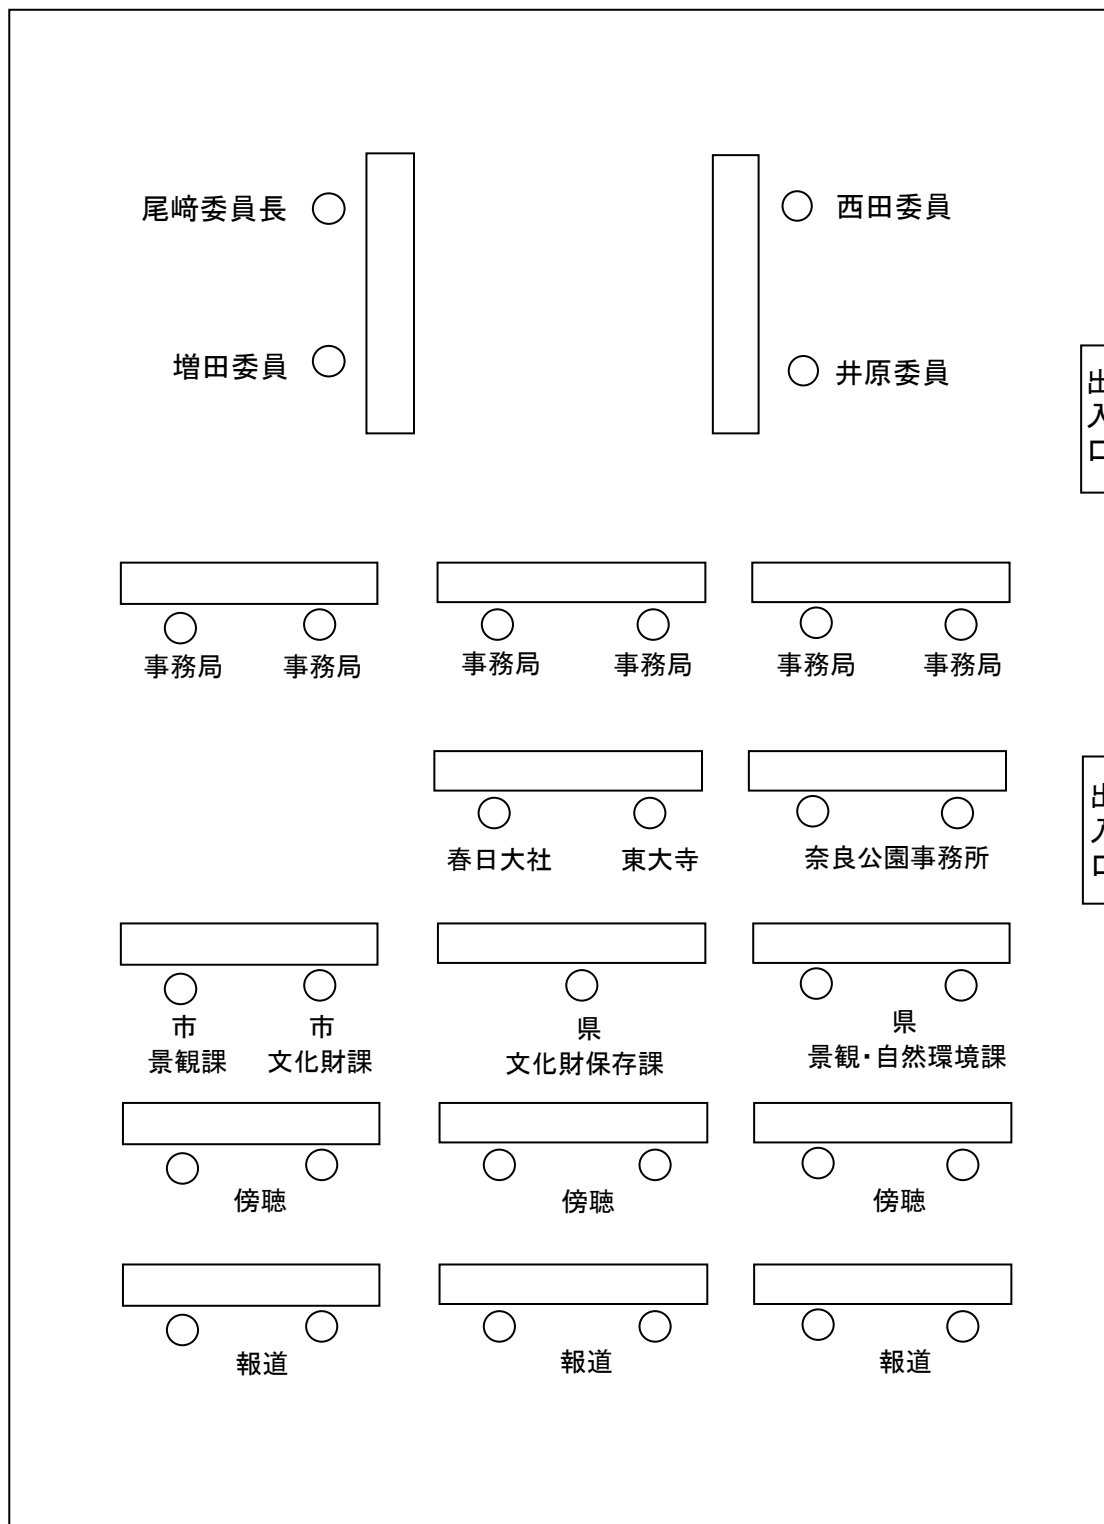 尾﨑委員長
西田委員
増田委員
井原委員
出入口
事務局 事務局 事務局 事務局 事務局 事務局
出入口
春日大社 東大寺 奈良公園事務所
市 市 県 県
景観課 文化財課 文化財保存課 景観・自然環境課
傍聴 傍聴 傍聴
報道 報道 報道